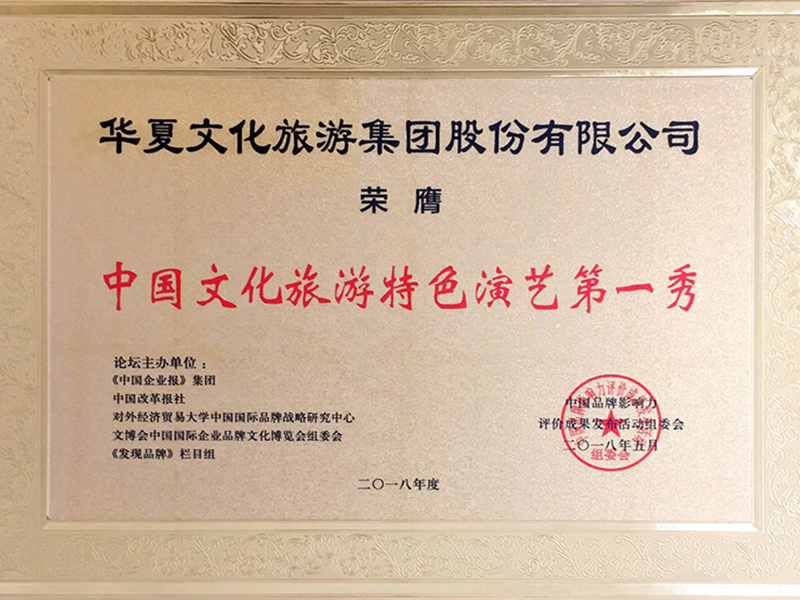 华夏文化旅游集团股份有限公司
荣膺
中国文化旅游特色演艺第一秀
论坛主办单位：
《中国企业报》集团
中国改革报社
对外经济贸易大学中国国际品牌战略研究中心
文博会中国国际企业品牌文化博览会组委会
《发现品牌》栏目组
中国品牌影响力
评价成果发布活动组委会
二〇一八年五月
组委会
二〇一八年度